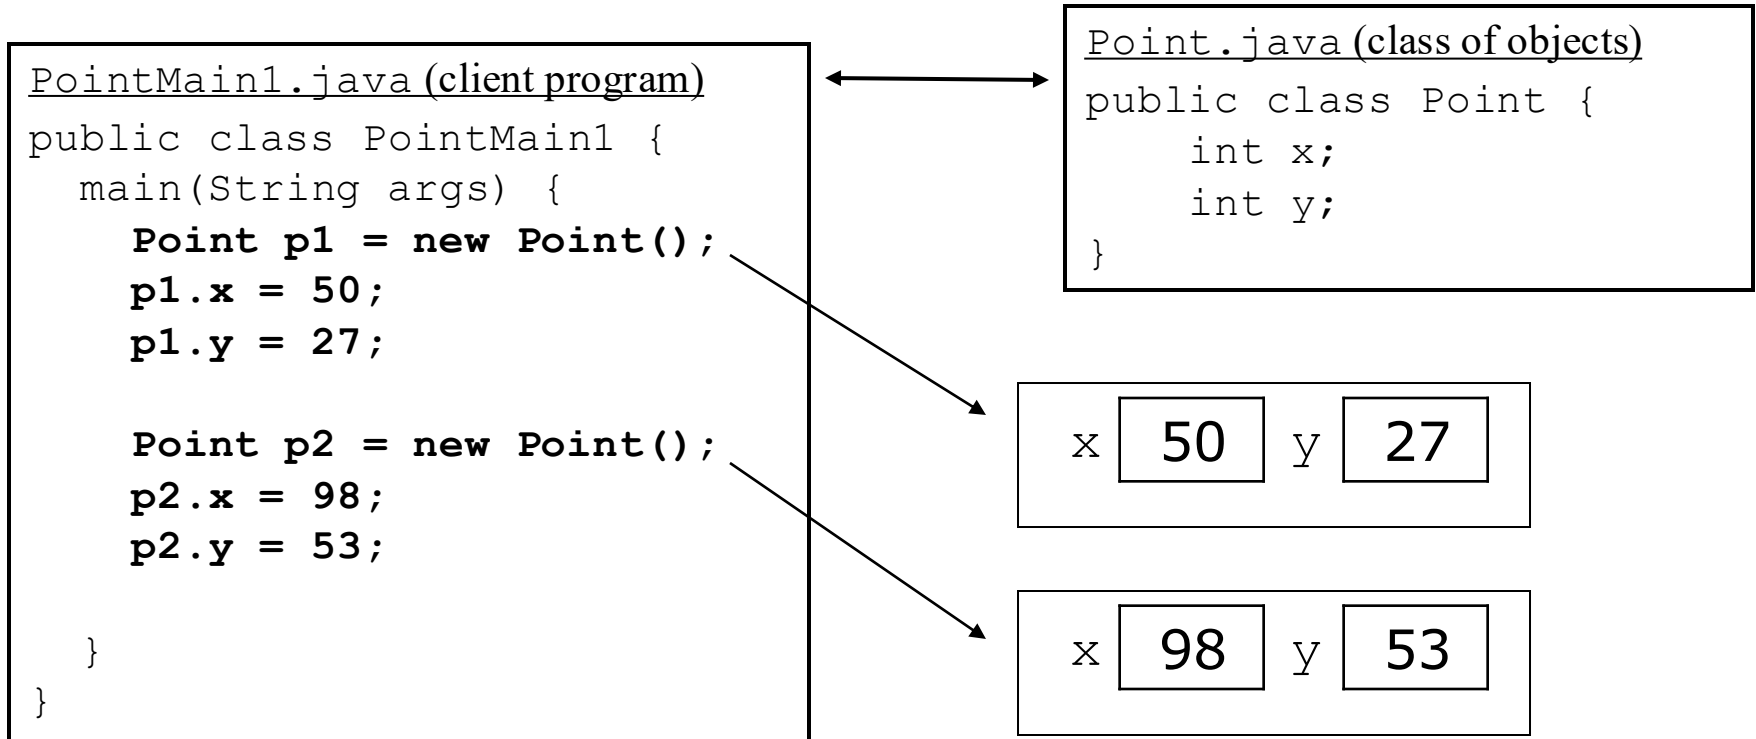 PointMain1.java (client program)
public class PointMain1 {
main(String args) {
Point p1 = new Point();
p1.x = 50;
p1.y = 27;
Point p2 = new Point();
p2.x = 98;
p2.y = 53;
}
}
Point.java (class of objects)
public class Point {
int x;
int y;
}
x 50 y 27
x 98 y 53